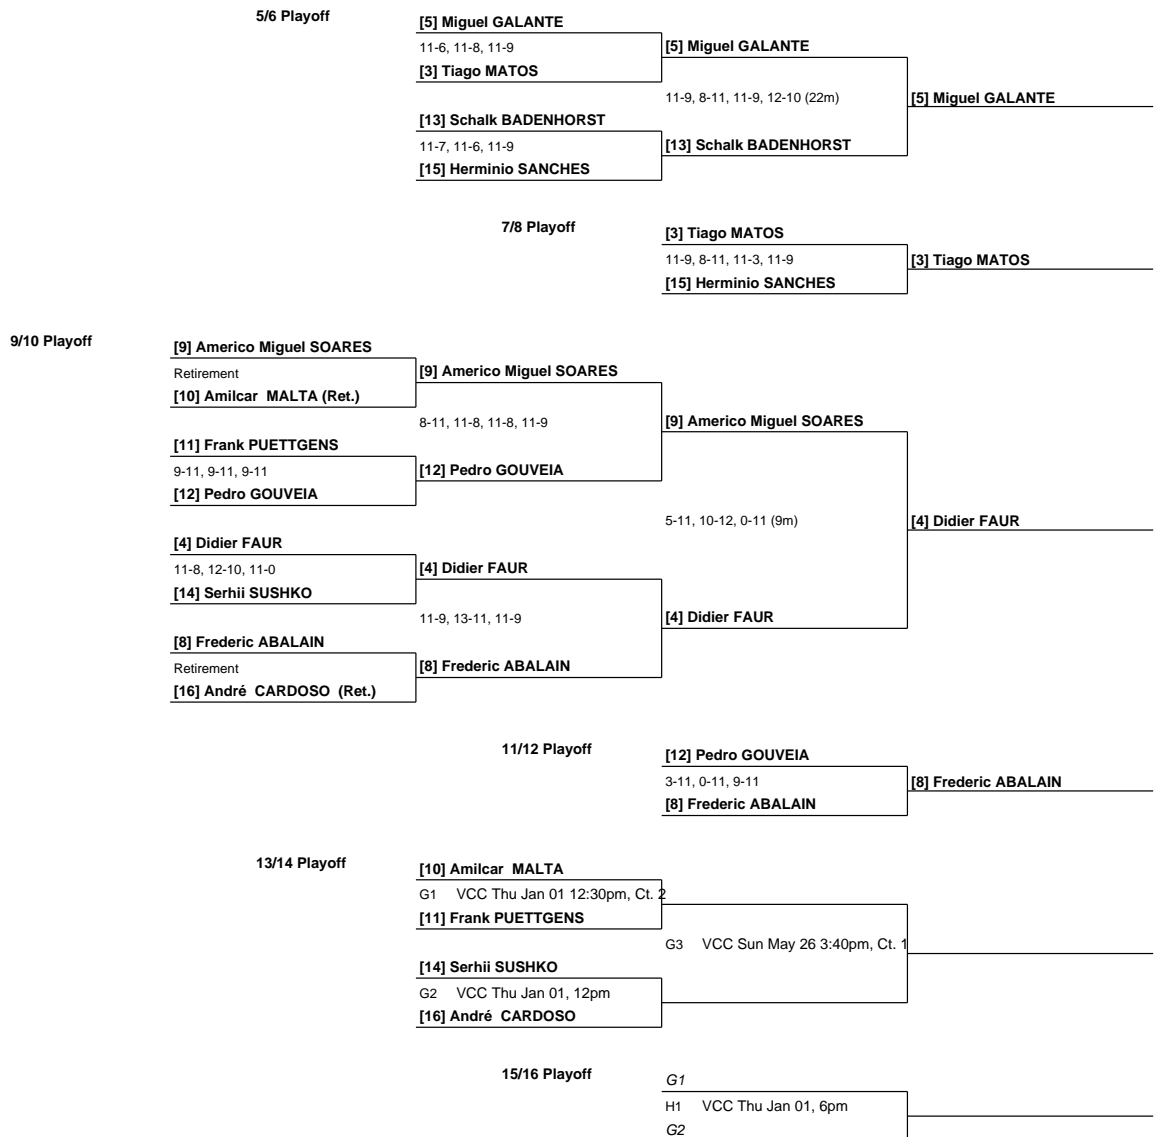 5/6 Playoff
[5] Miguel GALANTE
11-6, 11-8, 11-9
[3] Tiago MATOS
[5] Miguel GALANTE
11-9, 8-11, 11-9, 12-10 (22m)
[5] Miguel GALANTE
[13] Schalk BADENHORST
11-7, 11-6, 11-9
[15] Herminio SANCHES
[13] Schalk BADENHORST
7/8 Playoff
[3] Tiago MATOS
11-9, 8-11, 11-3, 11-9
[15] Herminio SANCHES
[3] Tiago MATOS
9/10 Playoff
[9] Americo Miguel SOARES
Retirement
[10] Amilcar MALTA (Ret.)
[9] Americo Miguel SOARES
8-11, 11-8, 11-8, 11-9
[9] Americo Miguel SOARES
[11] Frank PUETTGENS
9-11, 9-11, 9-11
[12] Pedro GOUVEIA
[12] Pedro GOUVEIA
5-11, 10-12, 0-11 (9m)
[4] Didier FAUR
[4] Didier FAUR
11-8, 12-10, 11-0
[14] Serhii SUSHKO
[4] Didier FAUR
11-9, 13-11, 11-9
[4] Didier FAUR
[8] Frederic ABALAIN
Retirement
[16] André CARDOSO (Ret.)
[8] Frederic ABALAIN
11/12 Playoff
[12] Pedro GOUVEIA
3-11, 0-11, 9-11
[8] Frederic ABALAIN
[8] Frederic ABALAIN
13/14 Playoff
[10] Amilcar MALTA
G1 VCC Thu Jan 01 12:30pm, Ct. 2
[11] Frank PUETTGENS
G3 VCC Sun May 26 3:40pm, Ct. 1
[14] Serhii SUSHKO
G2 VCC Thu Jan 01, 12pm
[16] André CARDOSO
15/16 Playoff
G1
H1 VCC Thu Jan 01, 6pm
G2